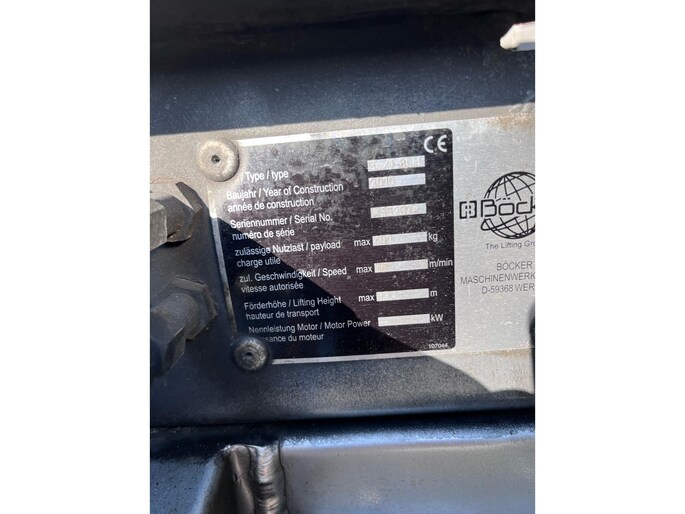 CE
/ Type / type
Baujahr / Year of Construction
année de construction
Seriennummer / Serial No.
numéro de série
zulässige Nutzlast / payload max kg
charge utile
zul. Geschwindigkeit / Speed max m/min
vitesse autorisée
Förderhöhe / Lifting Height max m
hauteur de transport
Nennleistung Motor / Motor Power kW
du moteur
107044
BÖCK
The Lifting Gro
BÖCKER
MASCHINENWERK
D-59368 WER